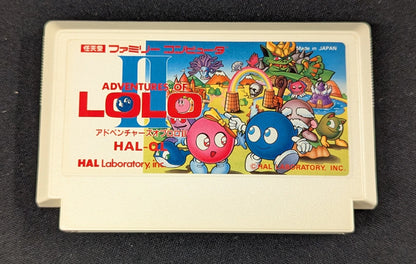 任天堂 ファミリーコンピュータ
Made in JAPAN
ADVENTURES OF
LOLO II
アドベンチャーズオブロロII
HAL-OL
HAL Laboratory, inc.
©HAL LABORATORY, INC.